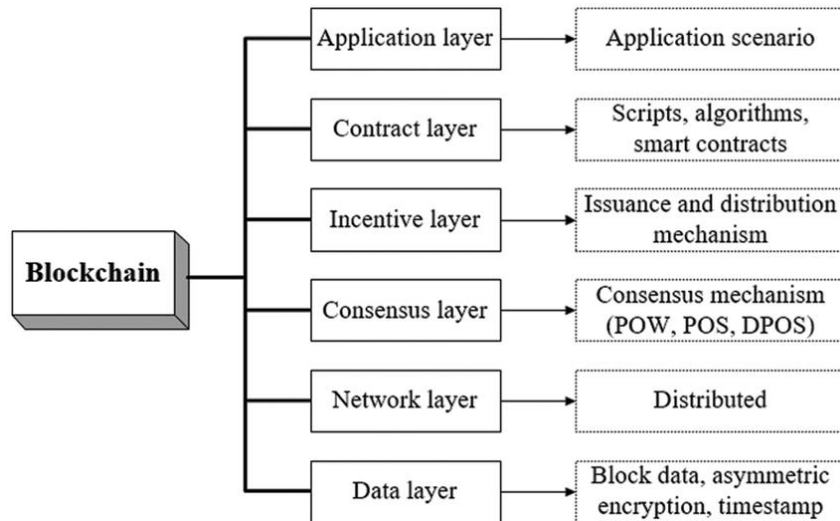 Application layer
Application scenario
Contract layer
Scripts, algorithms,
smart contracts
Incentive layer
Issuance and distribution
mechanism
Blockchain
Consensus layer
Consensus mechanism
(POW, POS, DPOS)
Network layer
Distributed
Data layer
Block data, asymmetric
encryption, timestamp